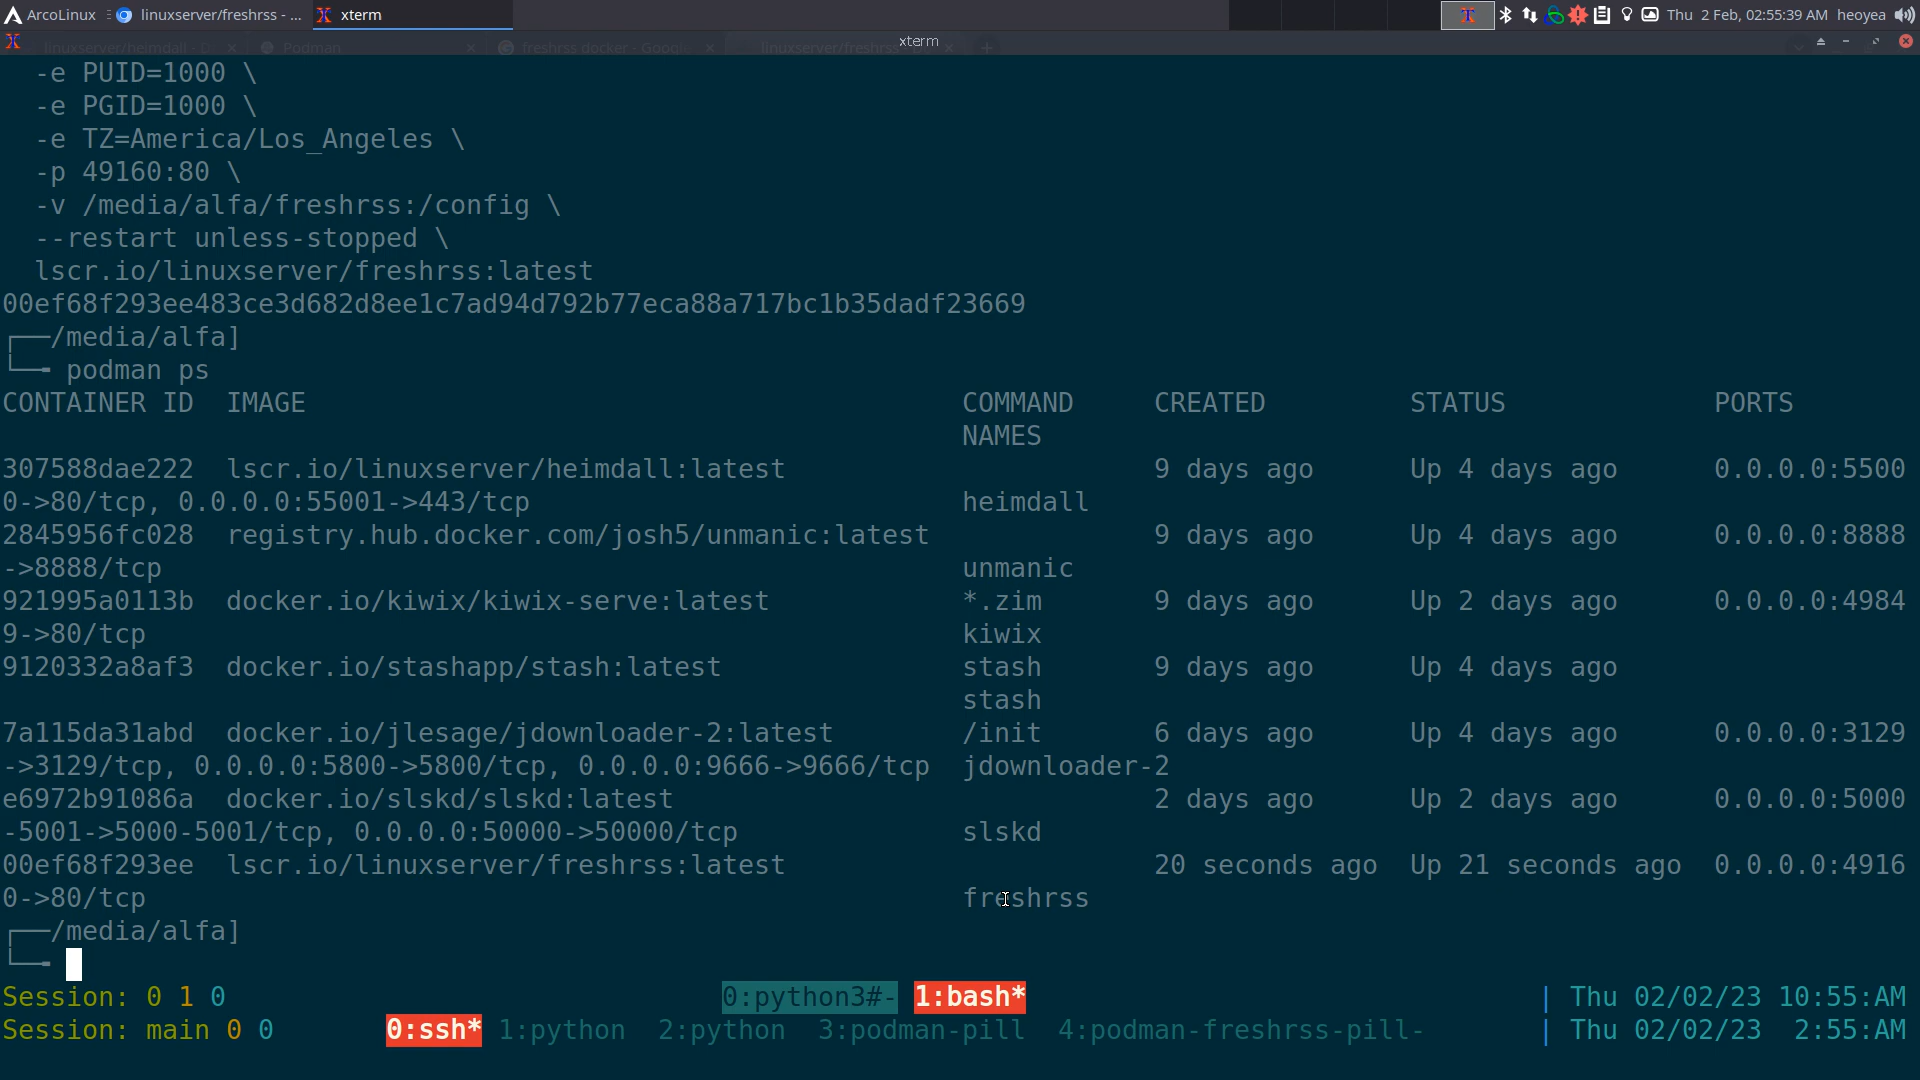 ArcoLinux linuxserver/freshrss - ... xterm Thu 2 Feb, 02:55:39 AM heoyea
linuxserver/heimdall - D... Podman freshrss docker - Google linuxserver/freshrss xterm
-e PUID=1000 \
-e PGID=1000 \
-e TZ=America/Los_Angeles \
-p 49160:80 \
-v /media/alfa/freshrss:/config \
--restart unless-stopped \
lscr.io/linuxserver/freshrss:latest
00ef68f293ee483ce3d682d8ee1c7ad94d792b77eca88a717bc1b35dadf23669
┌──/media/alfa]
└─╼ podman ps
CONTAINER ID  IMAGE  COMMAND  CREATED  STATUS  PORTS
NAMES
307588dae222  lscr.io/linuxserver/heimdall:latest  9 days ago  Up 4 days ago  0.0.0.0:5500
0->80/tcp, 0.0.0.0:55001->443/tcp  heimdall
2845956fc028  registry.hub.docker.com/josh5/unmanic:latest  9 days ago  Up 4 days ago  0.0.0.0:8888
->8888/tcp  unmanic
921995a0113b  docker.io/kiwix/kiwix-serve:latest  *.zim  9 days ago  Up 2 days ago  0.0.0.0:4984
9->80/tcp  kiwix
9120332a8af3  docker.io/stashapp/stash:latest  stash  9 days ago  Up 4 days ago
stash
7a115da31abd  docker.io/jlesage/jdownloader-2:latest  /init  6 days ago  Up 4 days ago  0.0.0.0:3129
->3129/tcp, 0.0.0.0:5800->5800/tcp, 0.0.0.0:9666->9666/tcp  jdownloader-2
e6972b91086a  docker.io/slskd/slskd:latest  2 days ago  Up 2 days ago  0.0.0.0:5000
-5001->5000-5001/tcp, 0.0.0.0:50000->50000/tcp  slskd
00ef68f293ee  lscr.io/linuxserver/freshrss:latest  20 seconds ago  Up 21 seconds ago  0.0.0.0:4916
0->80/tcp  freshrss
┌──/media/alfa]
└─╼
Session: 0 1 0  0:python3#- 1:bash*  | Thu 02/02/23 10:55:AM
Session: main 0 0  0:ssh* 1:python 2:python 3:podman-pill 4:podman-freshrss-pill-  | Thu 02/02/23 2:55:AM